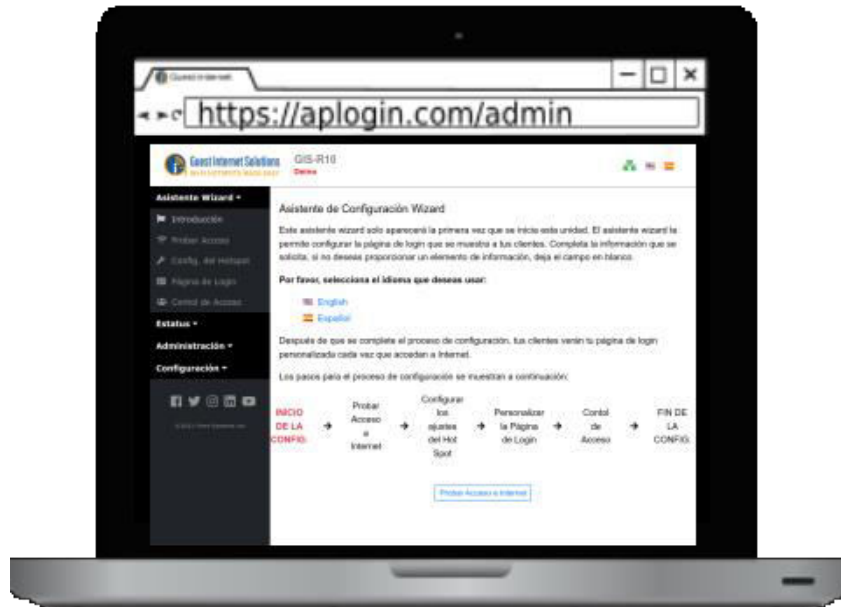 Guest Internet
https://aplogin.com/admin
Guest Internet Solutions
GIS-R10
Demo
Asistente Wizard
Introducción
Probar Acceso
Config. del Hotspot
Página de Login
Contol de Acceso
Estatus
Administración
Configuración
Asistente de Configuración Wizard
Este asistente wizard solo aparecerá la primera vez que se inicie esta unidad. El asistente wizard te
permite configurar la página de login que se muestra a tus clientes. Completa la información que se
solicita, si no deseas proporcionar un elemento de información, deja el campo en blanco.
Por favor, selecciona el idioma que deseas usar:
English
Español
Después de que se complete el proceso de configuración, tus clientes verán tu página de login
personalizada cada vez que accedan a Internet.
Los pasos para el proceso de configuración se muestran a continuación:
INICIO
DE LA
CONFIG.
→
Probar
Acceso
a
Internet
→
Configurar
los
ajustes
del Hot
Spot
→
Personalizar
la Página
de Login
→
Contol
de
Acceso
→
FIN DE
LA
CONFIG.
Probar Acceso a Internet